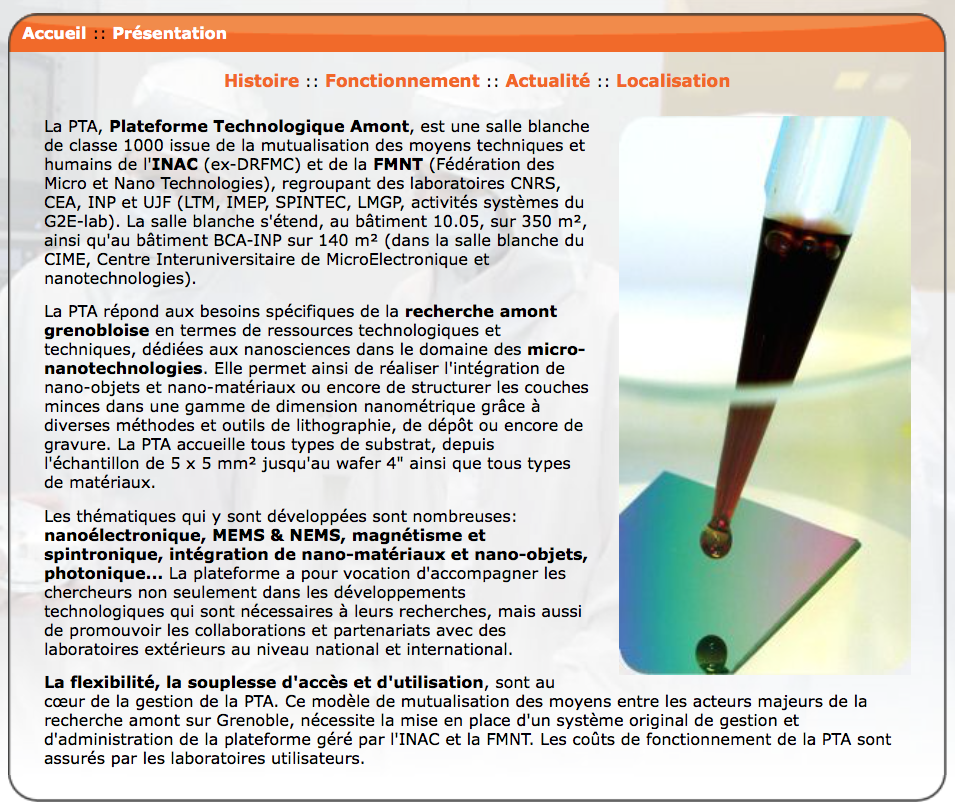 Accueil :: Présentation
Histoire :: Fonctionnement :: Actualité :: Localisation
La PTA, Plateforme Technologique Amont, est une salle blanche
de classe 1000 issue de la mutualisation des moyens techniques et
humains de l'INAC (ex-DRFMC) et de la FMNT (Fédération des
Micro et Nano Technologies), regroupant des laboratoires CNRS,
CEA, INP et UJF (LTM, IMEP, SPINTEC, LMGP, activités systèmes du
G2E-lab). La salle blanche s'étend, au bâtiment 10.05, sur 350 m²,
ainsi qu'au bâtiment BCA-INP sur 140 m² (dans la salle blanche du
CIME, Centre Interuniversitaire de MicroElectronique et
nanotechnologies).
La PTA répond aux besoins spécifiques de la recherche amont
grenobloise en termes de ressources technologiques et
techniques, dédiées aux nanosciences dans le domaine des micro-
nanotechnologies. Elle permet ainsi de réaliser l'intégration de
nano-objets et nano-matériaux ou encore de structurer les couches
minces dans une gamme de dimension nanométrique grâce à
diverses méthodes et outils de lithographie, de dépôt ou encore de
gravure. La PTA accueille tous types de substrat, depuis
l'échantillon de 5 x 5 mm² jusqu'au wafer 4" ainsi que tous types
de matériaux.
Les thématiques qui y sont développées sont nombreuses:
nanoélectronique, MEMS & NEMS, magnétisme et
spintronique, intégration de nano-matériaux et nano-objets,
photonique... La plateforme a pour vocation d'accompagner les
chercheurs non seulement dans les développements
technologiques qui sont nécessaires à leurs recherches, mais aussi
de promouvoir les collaborations et partenariats avec des
laboratoires extérieurs au niveau national et international.
La flexibilité, la souplesse d'accès et d'utilisation, sont au
cœur de la gestion de la PTA. Ce modèle de mutualisation des moyens entre les acteurs majeurs de la
recherche amont sur Grenoble, nécessite la mise en place d'un système original de gestion et
d'administration de la plateforme géré par l'INAC et la FMNT. Les coûts de fonctionnement de la PTA sont
assurés par les laboratoires utilisateurs.